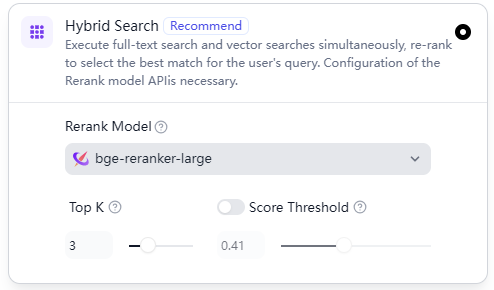 Hybrid Search Recommend
Execute full-text search and vector searches simultaneously, re-rank
to select the best match for the user's query. Configuration of the
Rerank model APIis necessary.
Rerank Model
bge-reranker-large
Top K Score Threshold
3 0.41